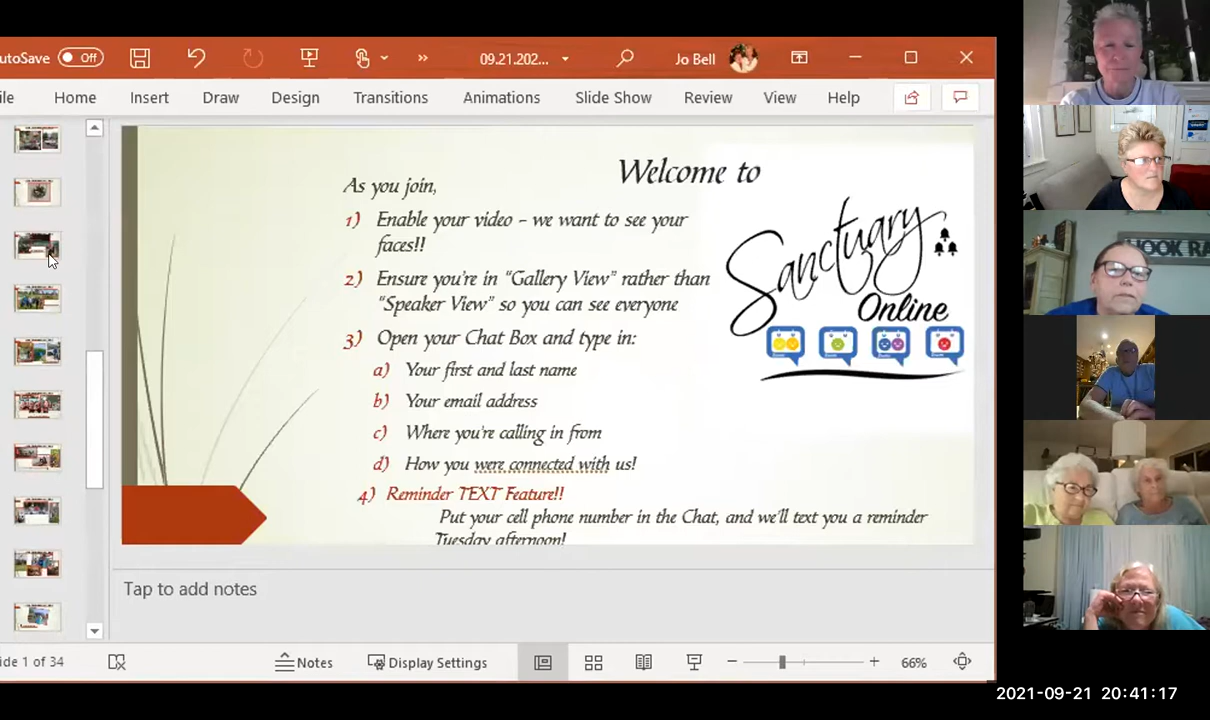 utoSave Off 09.21.202... Jo Bell
ile Home Insert Draw Design Transitions Animations Slide Show Review View Help
Welcome to
Sanctuary
Online
As you join,
1) Enable your video – we want to see your
faces!!
2) Ensure you're in "Gallery View" rather than
"Speaker View" so you can see everyone
3) Open your Chat Box and type in:
a) Your first and last name
b) Your email address
c) Where you're calling in from
d) How you were connected with us!
4) Reminder TEXT Feature!!
Put your cell phone number in the Chat, and we'll text you a reminder
Tuesday afternoon!
Tap to add notes
ide 1 of 34 Notes Display Settings 66%
OOK RA
2021-09-21 20:41:17